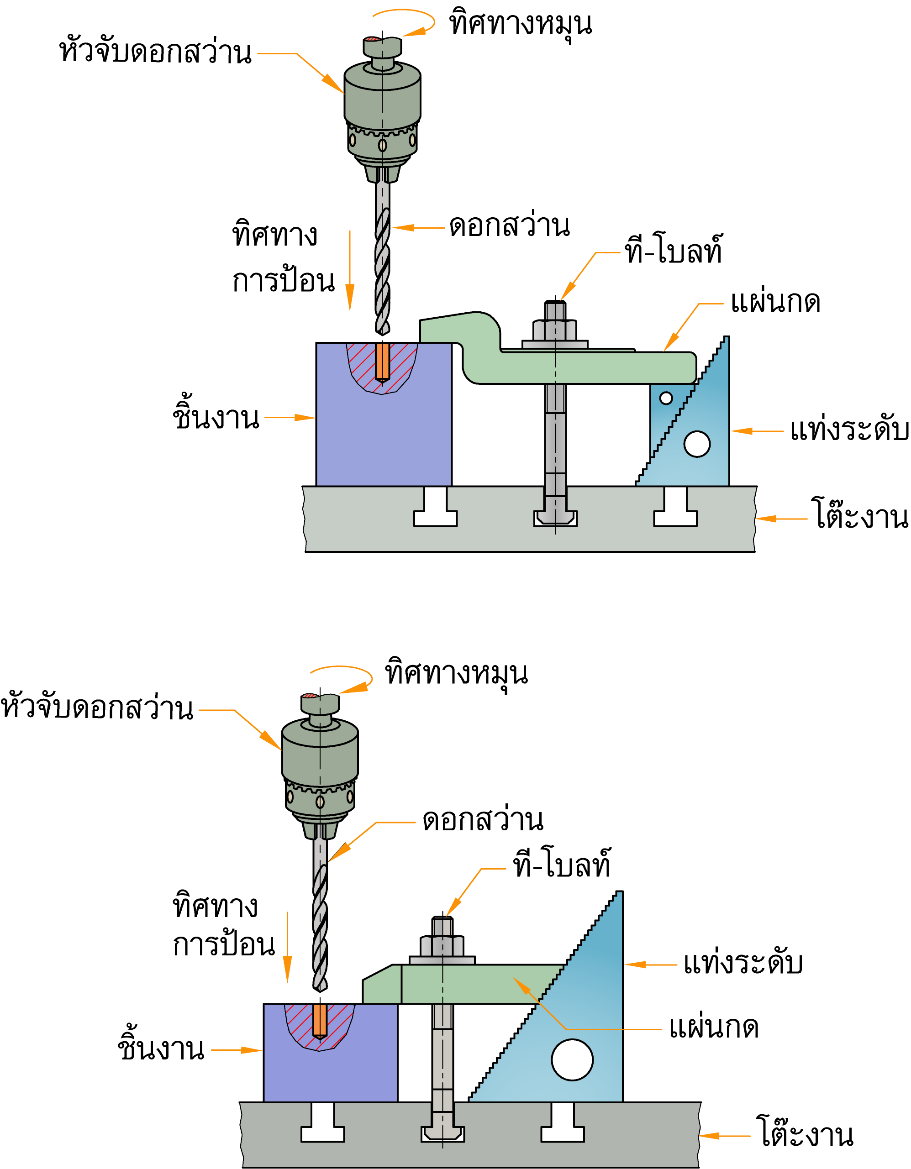 ทิศทางหมุน
หัวจับดอกสว่าน
ดอกสว่าน
ทิศทาง
การป้อน
ที-โบลท์
แผ่นกด
ชิ้นงาน
แท่งระดับ
โต๊ะงาน
ทิศทางหมุน
หัวจับดอกสว่าน
ดอกสว่าน
ที-โบลท์
ทิศทาง
การป้อน
แท่งระดับ
แผ่นกด
ชิ้นงาน
โต๊ะงาน